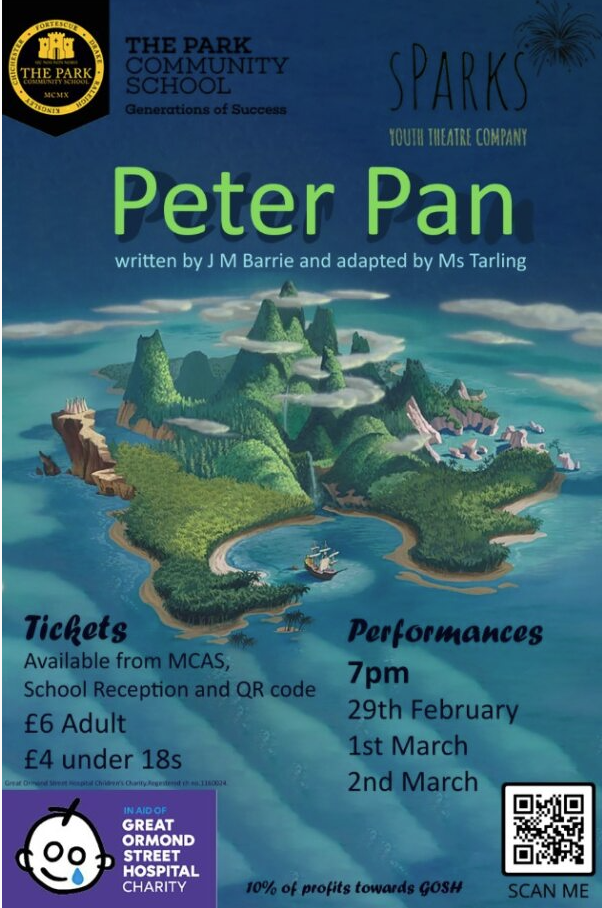 CHICHESTER • FORTESCUE • DRAKE • RALEIGH • KINGSLEY
THE PARK
COMMUNITY SCHOOL
MCMX
THE PARK
COMMUNITY
SCHOOL
Generations of Success
sPARKS
YOUTH THEATRE COMPANY
Peter Pan
written by J M Barrie and adapted by Ms Tarling
Tickets
Available from MCAS,
School Reception and QR code
£6 Adult
£4 under 18s
Great Ormond Street Hospital Children's Charity.Registered ch no.1160024.
Performances
7pm
29th February
1st March
2nd March
IN AID OF
GREAT
ORMOND
STREET
HOSPITAL
CHARITY
10% of profits towards GOSH
SCAN ME